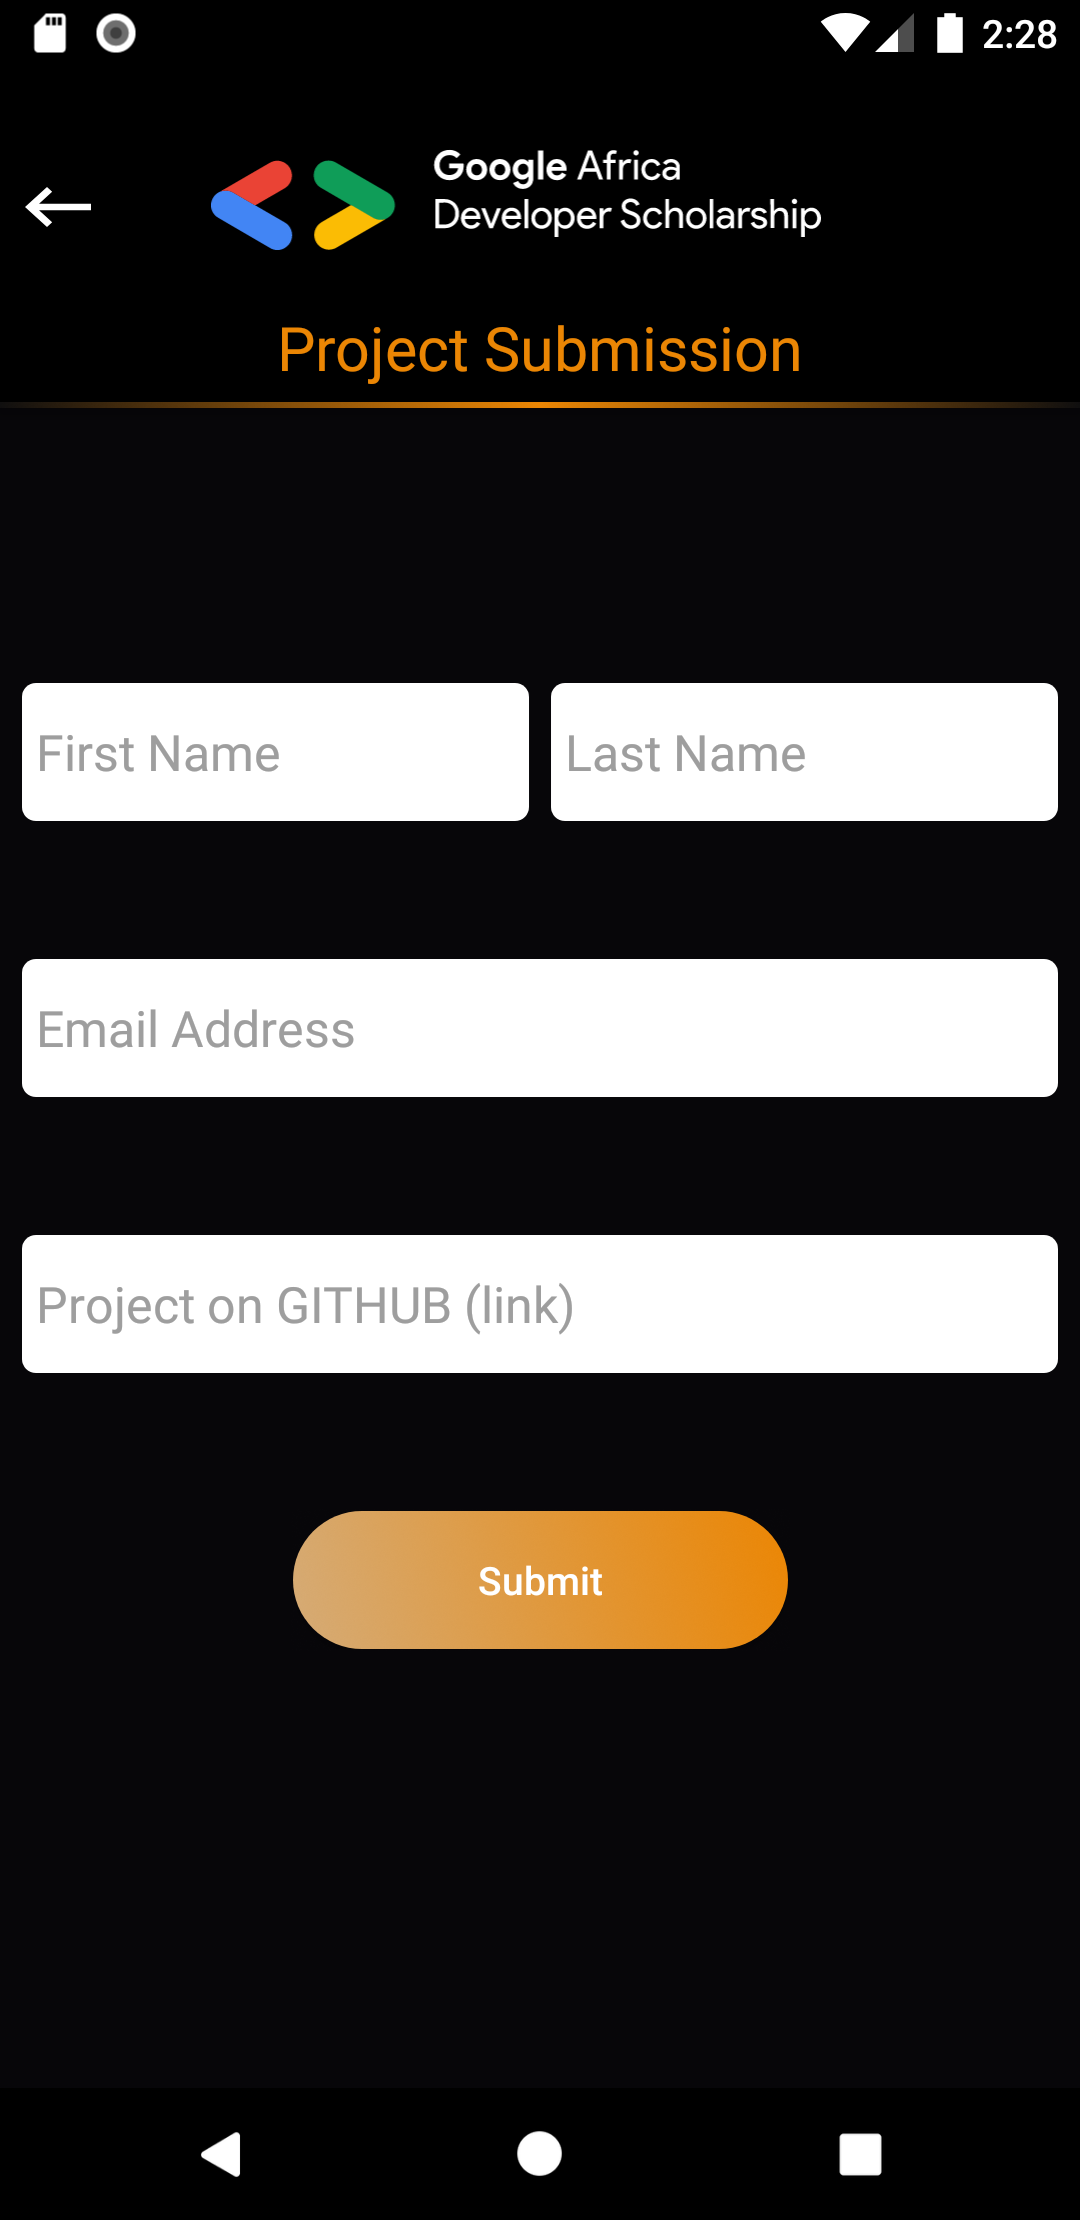 2:28
Google Africa
Developer Scholarship
Project Submission
First Name
Last Name
Email Address
Project on GITHUB (link)
Submit